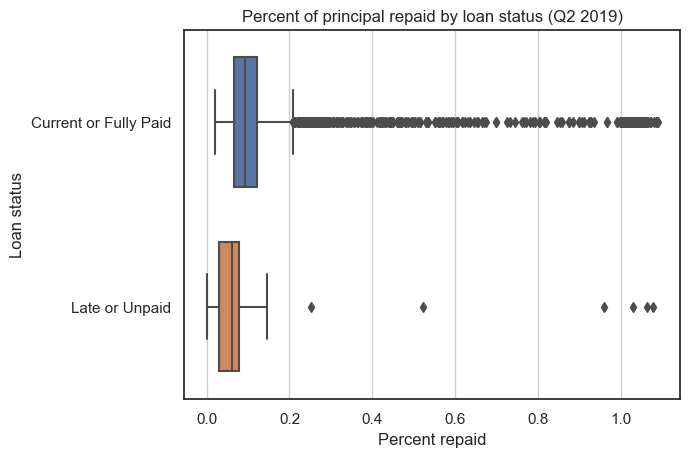 Percent of principal repaid by loan status (Q2 2019)
Loan status
Current or Fully Paid
Late or Unpaid
0.0 0.2 0.4 0.6 0.8 1.0
Percent repaid